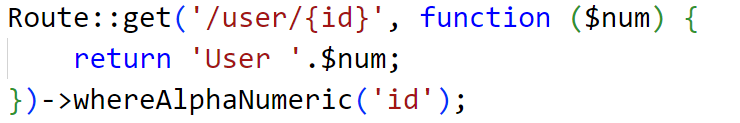 Route::get('/user/{id}', function ($num) {
    return 'User '.$num;
})->whereAlphaNumeric('id');